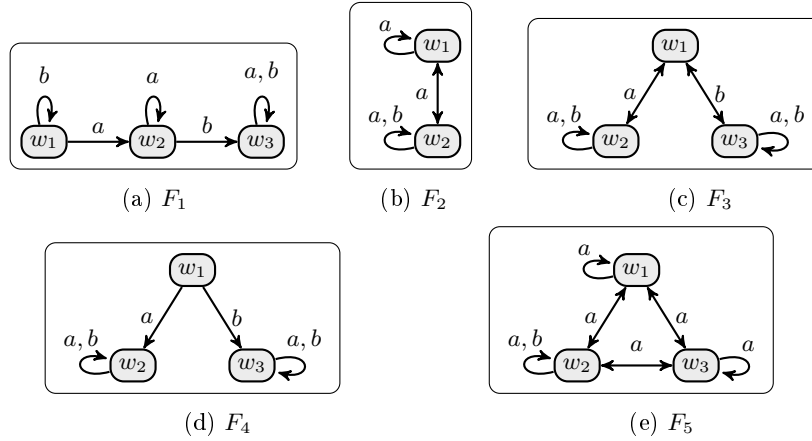 b
a
a, b
w₁
a
w₂
b
w₃
(a) F₁
a
w₁
a
a, b
w₂
(b) F₂
w₁
a
b
a, b
w₂
w₃
a, b
(c) F₃
w₁
a
b
a, b
w₂
w₃
a, b
(d) F₄
a
w₁
a
a
a, b
w₂
a
w₃
a
(e) F₅